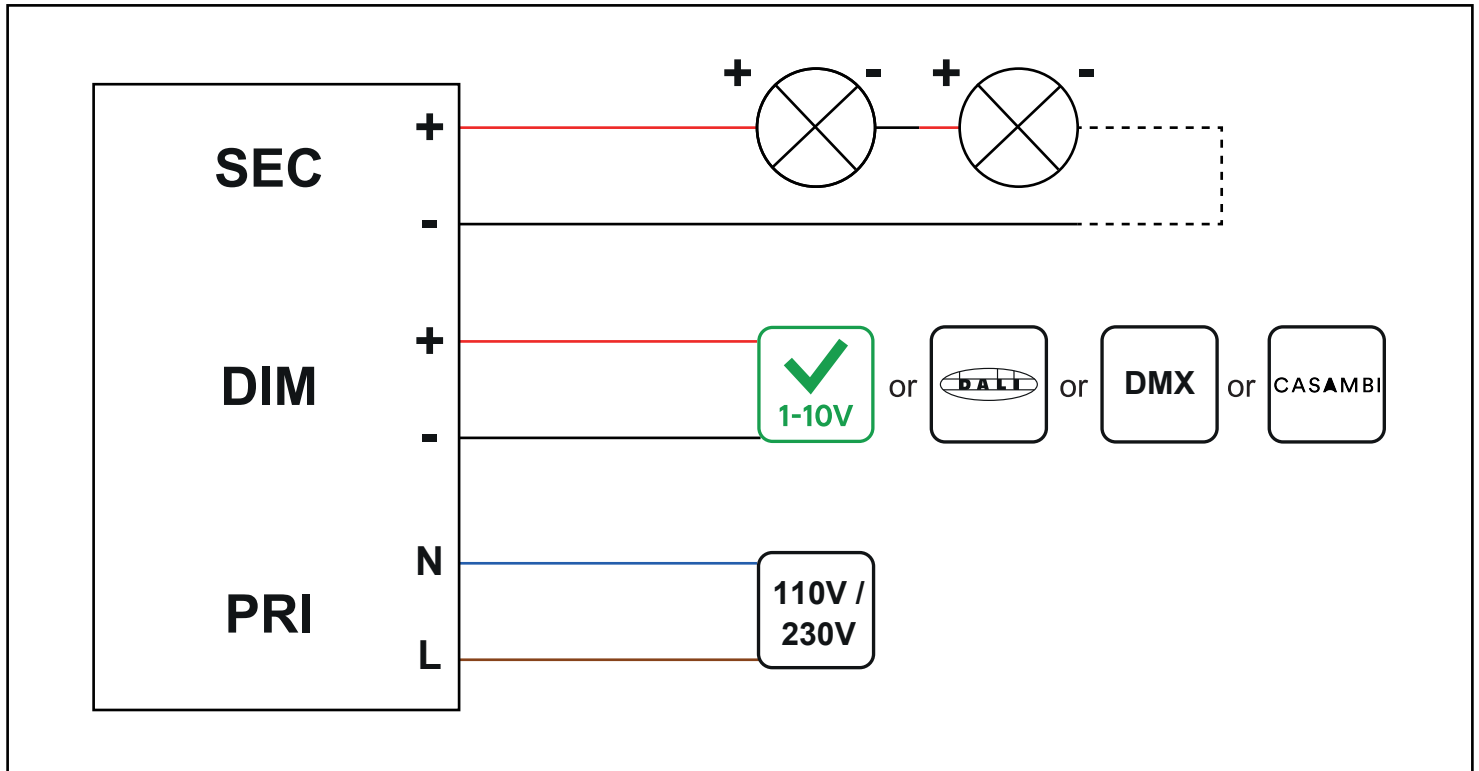 + - + -
+
SEC
-
+
DIM
-
1-10V or DALI or DMX or CASAMBI
N
PRI
L
110V /
230V